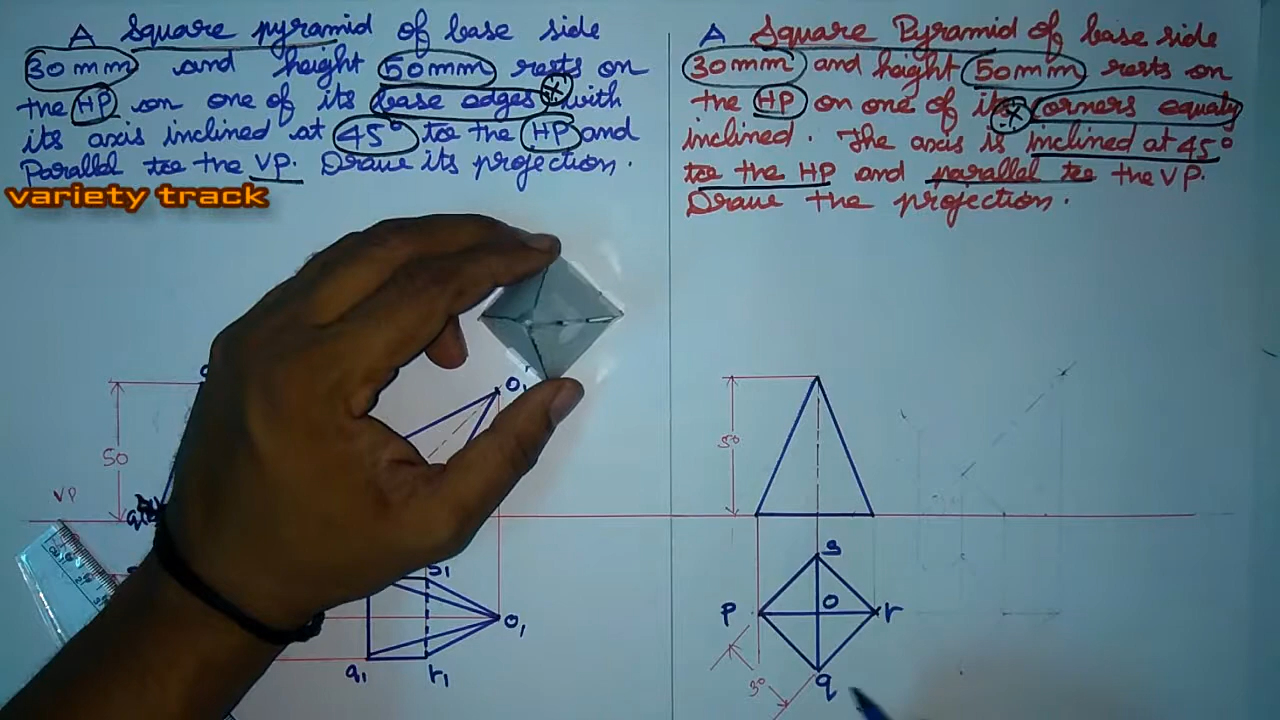 A Square pyramid of base side
30mm and height 50mm rests on
the HP on one of its base edges with
its axis inclined at 45° to the HP and
Parallel to the VP. Draw its projection.
variety track
A Square Pyramid of base side
30mm and height 50mm rests on
the HP on one of its corners equaly
inclined. The axis is inclined at 45°
to the HP and parallel to the VP.
Draw the projection.
50
VP
O₁
S₁
O₁
q₁
r₁
50
s
P
O
r
q
30